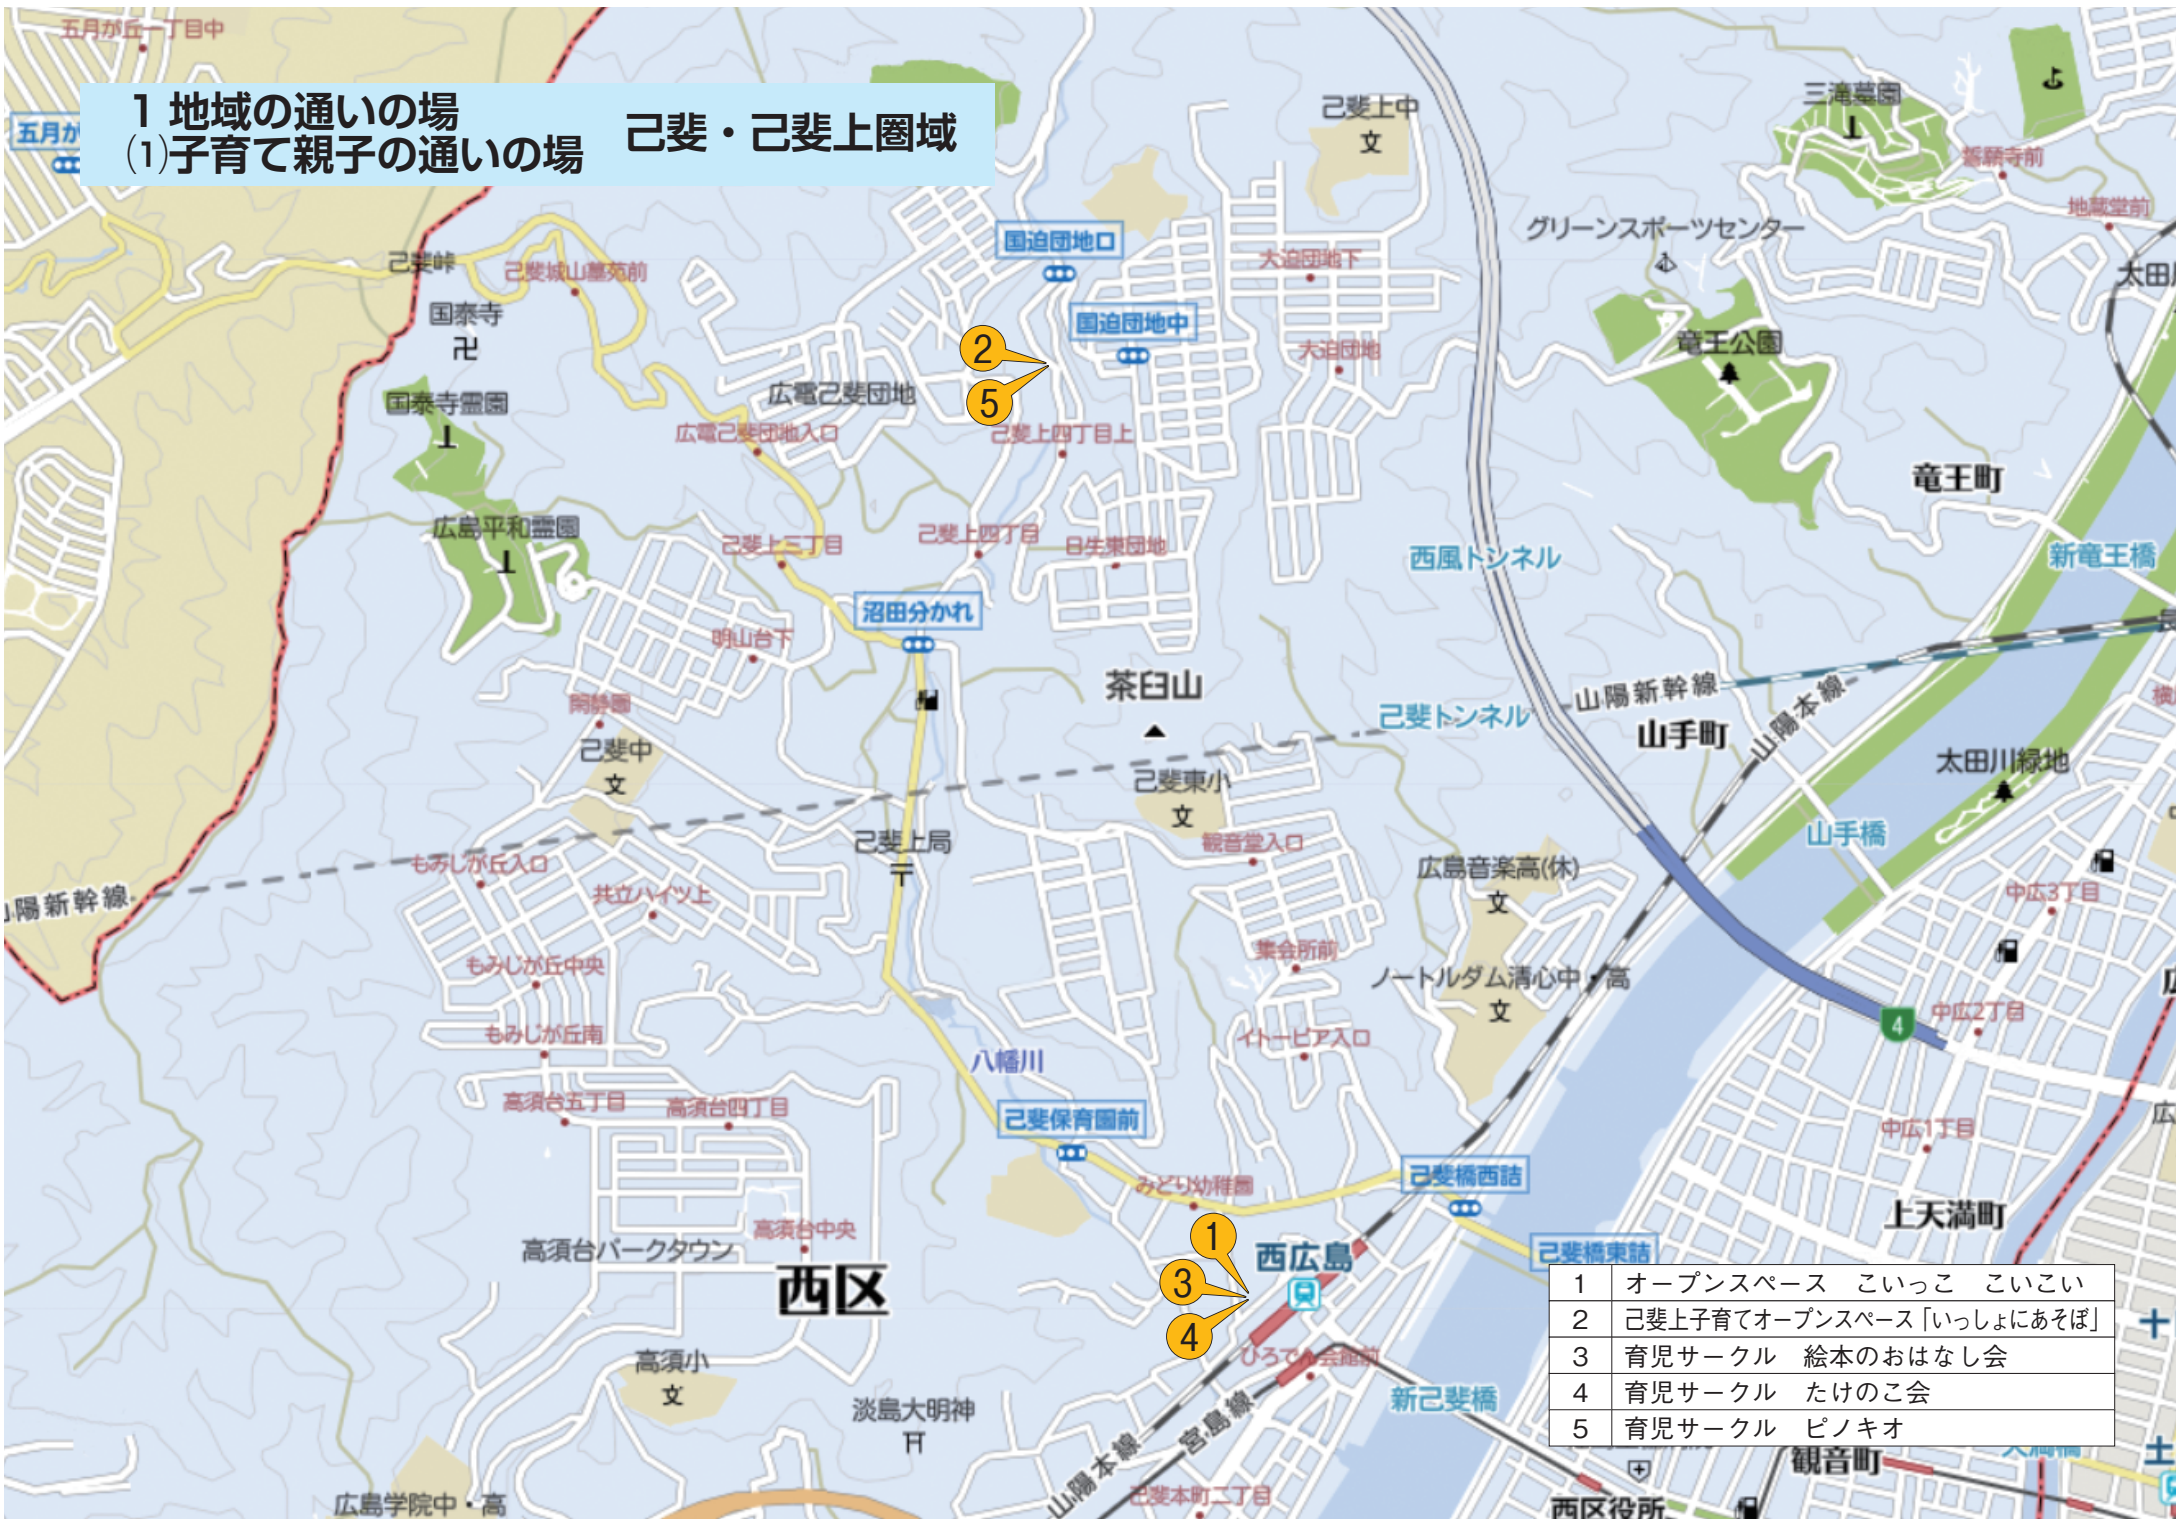 五月が丘一丁目中
1 地域の通いの場
⑴子育て親子の通いの場
己斐・己斐上圏域
五月が
己斐上中
三滝墓園
誓願寺前
地蔵堂前
グリーンスポーツセンター
国迫団地口
大迫団地下
己斐峠
己斐城山墓苑前
太田川
国泰寺
国迫団地中
竜王公園
2
大迫団地
広電己斐団地
5
国泰寺霊園
広電己斐団地入口
己斐上四丁目上
竜王町
広島平和霊園
己斐上三丁目
己斐上四丁目
日生東団地
西風トンネル
新竜王橋
沼田分かれ
明山台下
茶臼山
山陽新幹線
閑静園
己斐トンネル
山手町
山陽本線
己斐中
己斐東小
太田川緑地
己斐上局
観音堂入口
山手橋
もみじが丘入口
広島音楽高(休)
共立ハイツ上
山陽新幹線
中広3丁目
もみじが丘中央
集会所前
ノートルダム清心中・高
もみじが丘南
イトーピア入口
4
中広2丁目
八幡川
高須台五丁目
高須台四丁目
己斐保育園前
中広1丁目
みどり幼稚園
己斐橋西詰
上天満町
高須台中央
高須台パークタウン
1
西広島
己斐橋東詰
西区
3
4
1 オープンスペース こいっこ こいこい
2 己斐上子育てオープンスペース「いっしょにあそぼ」
3 育児サークル 絵本のおはなし会
4 育児サークル たけのこ会
5 育児サークル ピノキオ
高須小
ひろでん会館前
新己斐橋
淡島大明神
宮島線
山陽本線
観音町
広島学院中・高
己斐本町二丁目
西区役所